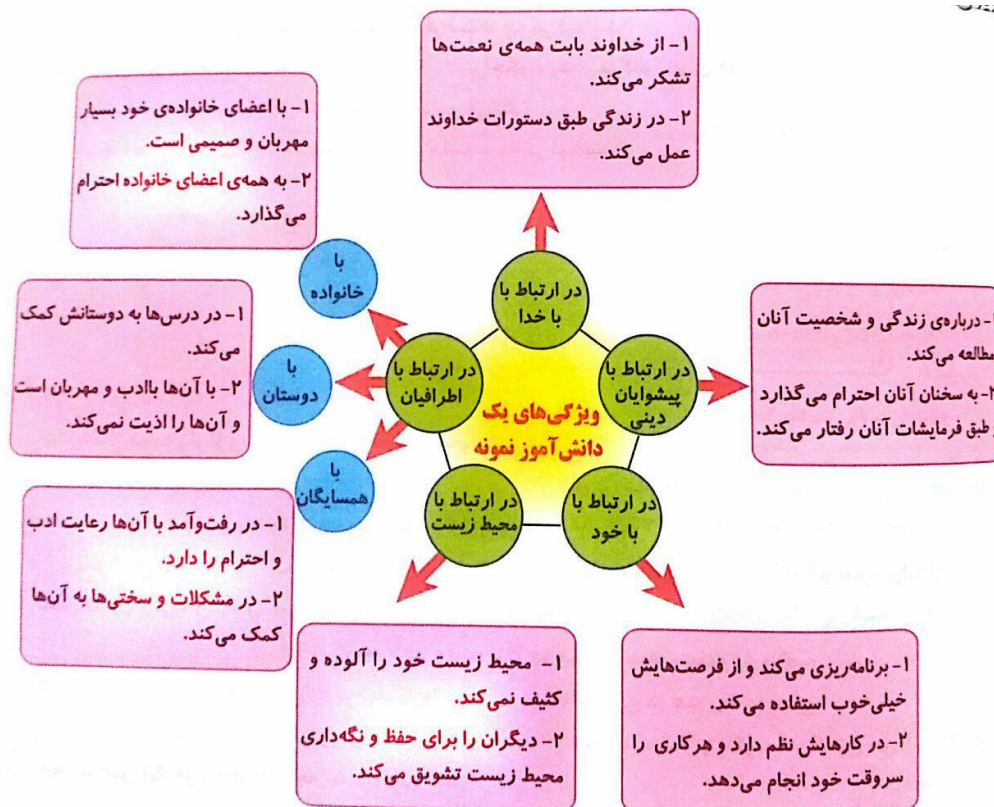 ۱- از خداوند بابت همه‌ی نعمت‌ها
تشکر می‌کند.
۲- در زندگی طبق دستورات خداوند
عمل می‌کند.
۱- با اعضای خانواده‌ی خود بسیار
مهربان و صمیمی است.
۲- به همه‌ی اعضای خانواده احترام
می‌گذارد.
با
خانواده
در ارتباط با
با خدا
۱- در درس‌ها به دوستانش کمک
می‌کند.
۲- با آن‌ها باادب و مهربان است
و آن‌ها را اذیت نمی‌کند.
با
دوستان
در ارتباط با
اطرافیان
در ارتباط با
پیشوایان
دینی
-درباره‌ی زندگی و شخصیت آنان
مطالعه می‌کند.
۲- به سخنان آنان احترام می‌گذارد
و طبق فرمایشات آنان رفتار می‌کند.
ویژگی‌های یک
دانش‌آموز نمونه
با
همسایگان
در ارتباط با
محیط زیست
در ارتباط با
با خود
۱- در رفت‌وآمد با آن‌ها رعایت ادب
و احترام را دارد.
۲- در مشکلات و سختی‌ها به آن‌ها
کمک می‌کند.
۱- محیط زیست خود را آلوده و
کثیف نمی‌کند.
۲- دیگران را برای حفظ و نگه‌داری
محیط زیست تشویق می‌کند.
۱- برنامه‌ریزی می‌کند و از فرصت‌هایش
خیلی‌خوب استفاده می‌کند.
۲- در کارهایش نظم دارد و هرکاری را
سروقت خود انجام می‌دهد.